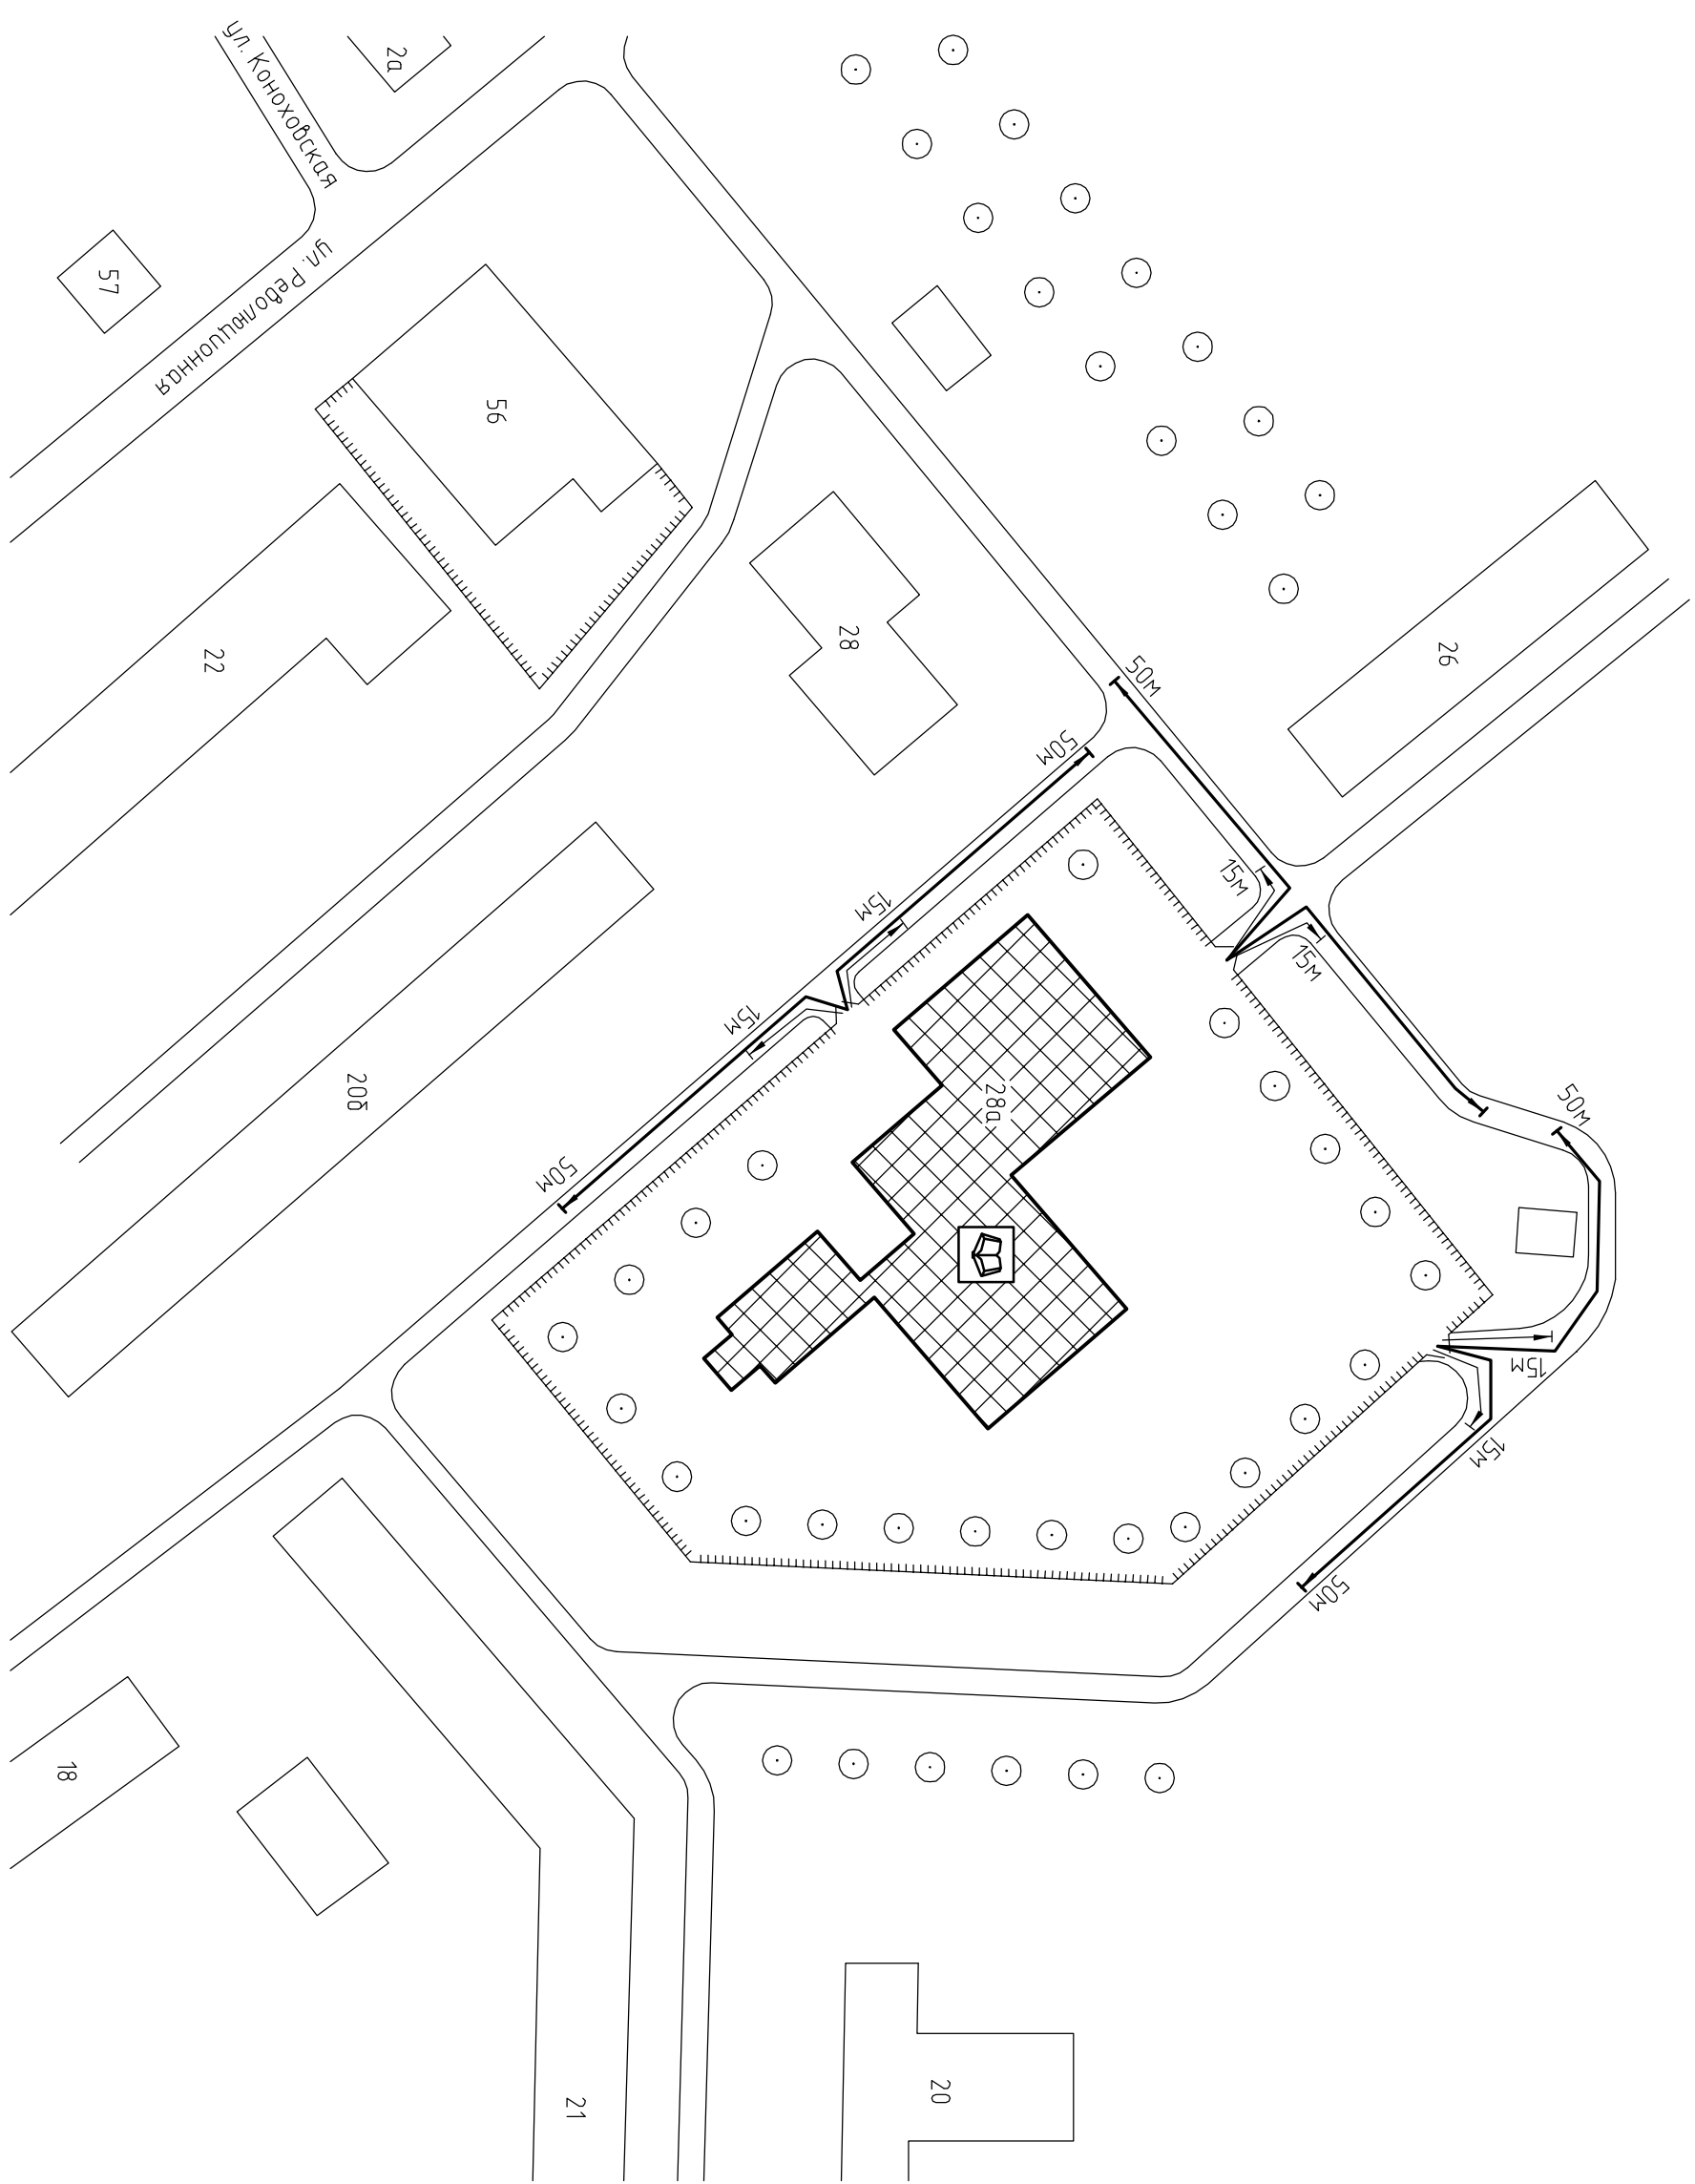 ул. Коноховская
2а
57
ул. Революционная
56
28
22
26
50м
50м
15м
15м
15м
15м
28а
20б
50м
50м
15м
15м
50м
18
21
20